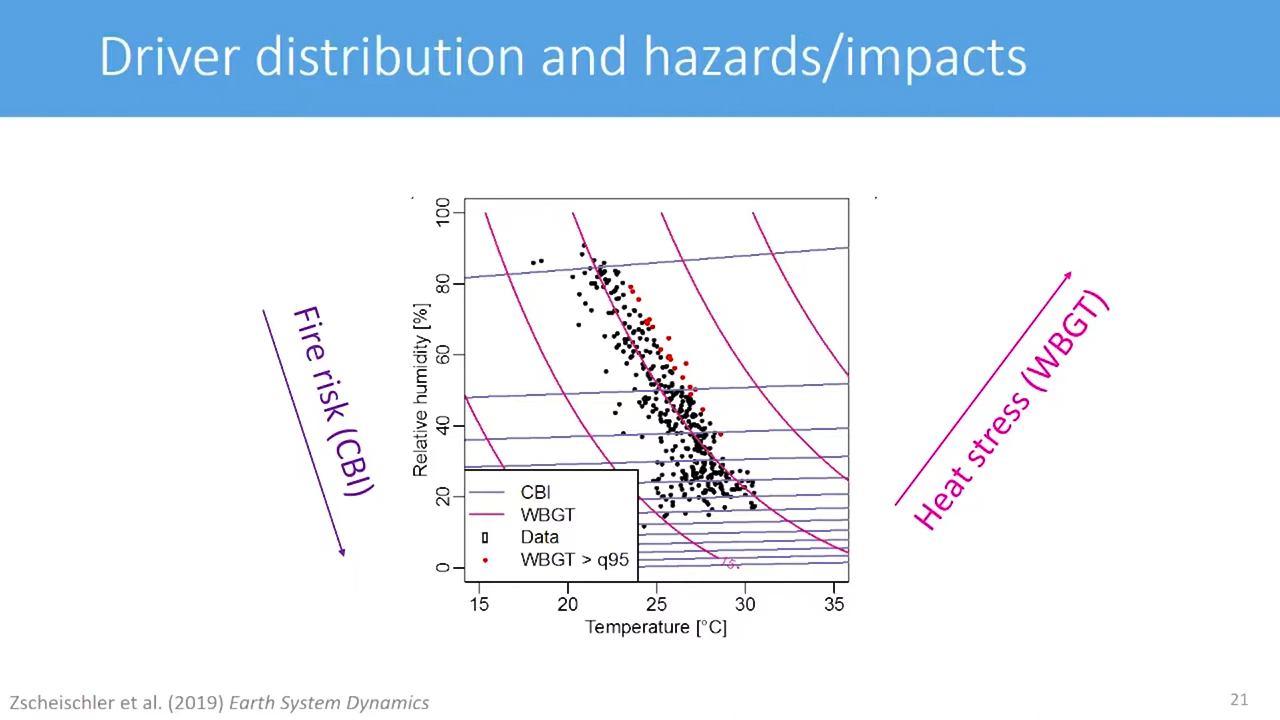 Driver distribution and hazards/impacts
Fire risk (CBI)
Relative humidity [%]
100
80
60
40
20
0
CBI
WBGT
Data
WBGT > q95
15
20
25
30
35
Temperature [°C]
Heat stress (WBGT)
Zscheischler et al. (2019) Earth System Dynamics
21